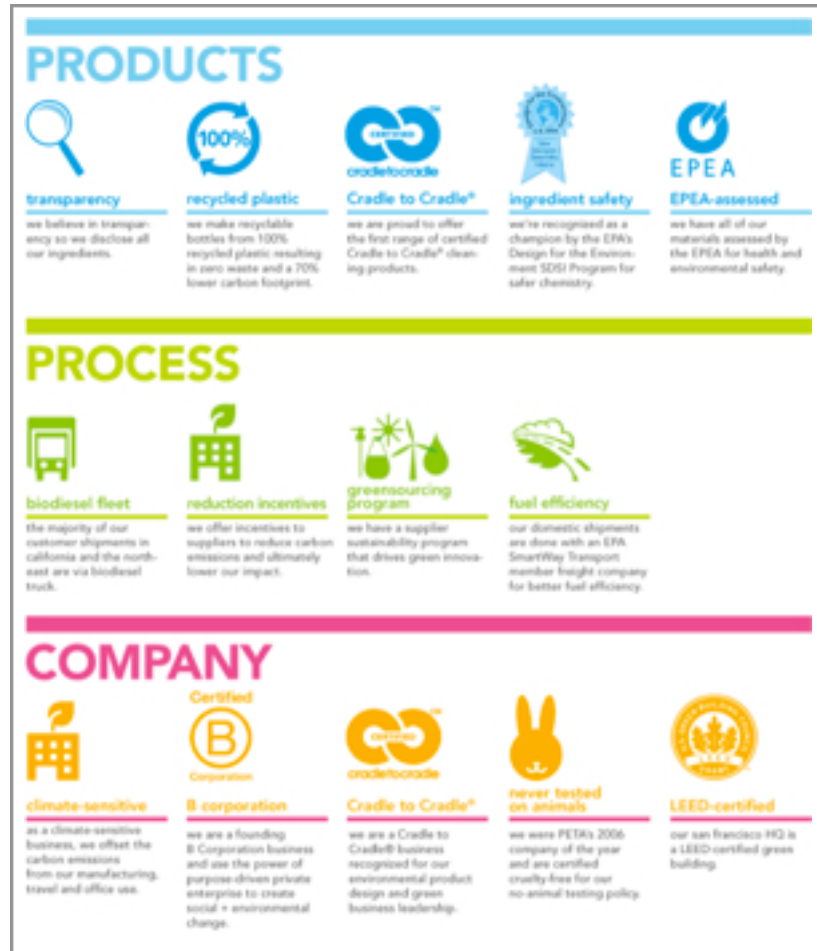 PRODUCTS
100%
CERTIFIED
cradletocradle
TM
EPEA
transparency
we believe in transpar-
ency so we disclose all
our ingredients.
recycled plastic
we make recyclable
bottles from 100%
recycled plastic resulting
in zero waste and a 70%
lower carbon footprint.
Cradle to Cradle®
we are proud to offer
the first range of certified
Cradle to Cradle® clean-
ing products.
ingredient safety
we're recognized as a
champion by the EPA's
Design for the Environ-
ment SDSI Program for
safer chemistry.
EPEA-assessed
we have all of our
materials assessed by
the EPEA for health and
environmental safety.
PROCESS
biodiesel fleet
the majority of our
customer shipments in
california and the north-
east are via biodiesel
truck.
reduction incentives
we offer incentives to
suppliers to reduce carbon
emissions and ultimately
lower our impact.
greensourcing
program
we have a supplier
sustainability program
that drives green innova-
tion.
fuel efficiency
our domestic shipments
are done with an EPA
SmartWay Transport
member freight company
for better fuel efficiency.
COMPANY
climate-sensitive
as a climate-sensitive
business, we offset the
carbon emissions
from our manufacturing,
travel and office use.
Certified
B
Corporation
B corporation
we are a founding
B Corporation business
and use the power of
purpose-driven private
enterprise to create
social + environmental
change.
TM
CERTIFIED
cradletocradle
Cradle to Cradle®
we are a Cradle to
Cradle® business
recognized for our
environmental product
design and green
business leadership.
never tested
on animals
we were PETA's 2006
company of the year
and are certified
cruelty-free for our
no-animal testing policy.
LEED
LEED-certified
our san francisco HQ is
a LEED certified green
building.